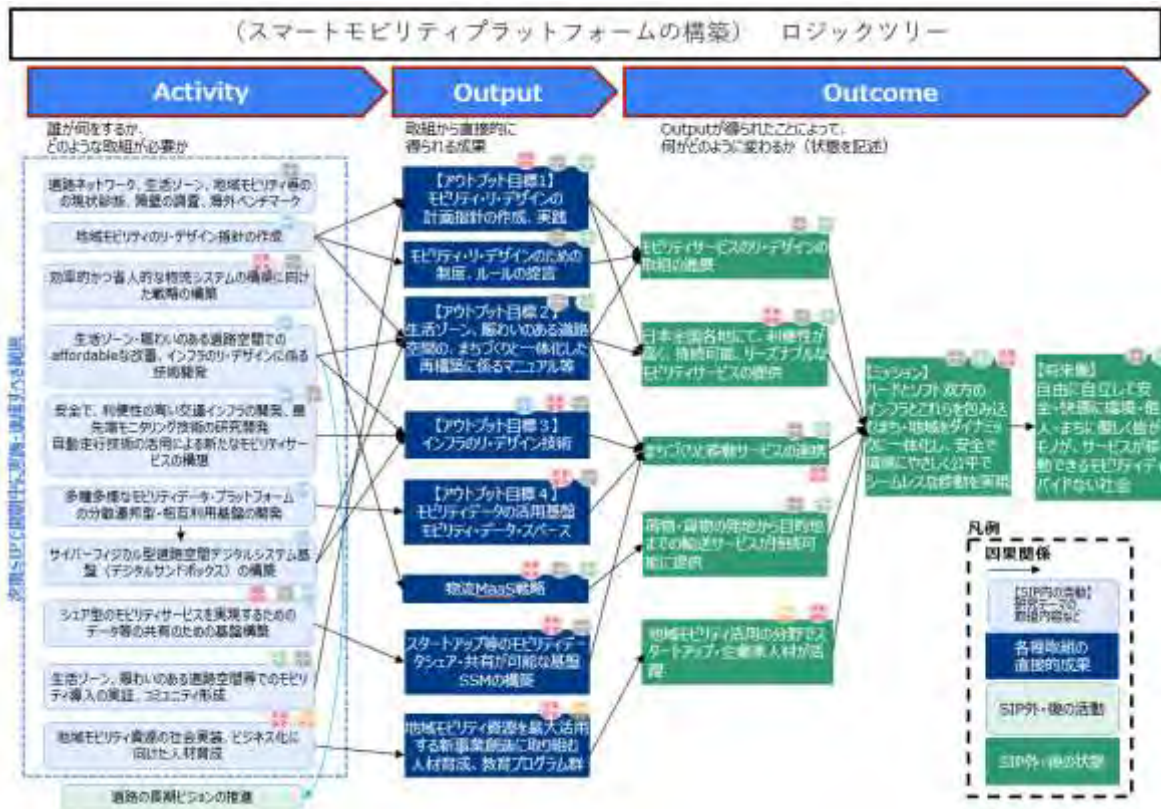 （スマートモビリティプラットフォームの構築）　ロジックツリー
Activity
Output
Outcome
誰が何をするか、
どのような取組が必要か
取組から直接的に
得られる成果
Outputが得られたことによって、
何がどのように変わるか（状態を記述）
道路ネットワーク、生活ゾーン、地域モビリティ等の
の現状診断、障壁の調査、海外ベンチマーク
地域モビリティのリ・デザイン指針の作成
効率的かつ省人的な物流システムの構築に向け
た戦略の構築
生活ゾーン・賑わいのある道路空間での
affordableな改善、インフラのリ・デザインに係る
技術開発
安全で、利便性の高い交通インフラの開発、最
先端モニタリング技術の研究開発
自動走行技術の活用による新たなモビリティサー
ビスの構想
多種多様なモビリティデータ・プラットフォーム
の分散連邦型・相互利用基盤の開発
サイバーフィジカル型道路空間デジタルシステム基
盤（デジタルサンドボックス）の構築
シェア型のモビリティサービスを実現するための
データ等の共有のための基盤構築
生活ゾーン、賑わいのある道路空間等でのモビリ
ティ導入の実証、コミュニティ形成
地域モビリティ資源の社会実装、ビジネス化に
向けた人材育成
道路の長期ビジョンの推進
【アウトプット目標1】
モビリティ・リ・デザインの
計画指針の作成、実践
モビリティ・リ・デザインのための
制度、ルールの提言
【アウトプット目標２】
生活ゾーン、賑わいのある道路
空間の、まちづくりと一体化した
再構築に係るマニュアル等
【アウトプット目標３】
インフラのリ・デザイン技術
【アウトプット目標４】
モビリティデータの活用基盤
モビリティ・データ・スペース
物流MaaS戦略
スタートアップ等のモビリティデー
タシェア・共有が可能な基盤
SSMの構築
地域モビリティ資源を最大活用
する新事業創造に取り組む
人材育成、教育プログラム群
モビリティサービスのリ・デザインの
取組の進展
日本全国各地にて、利便性が
高く、持続可能、リーズナブルな
モビリティサービスの提供
まちづくりと移動サービスの連携
荷物・貨物の発地から目的地
までの輸送サービスが持続可
能に提供
地域モビリティ活用の分野でス
タートアップ・企業家人材が活
躍
【ミッション】
ハードとソフト双方の
インフラとこれらを包み込
むまち・地域をダイナミッ
クに一体化し、安全で
環境にやさしく公平で
シームレスな移動を実現
【将来像】
自由に自立して安
全・快適に環境・個
人・まちに優しく皆が
モノが、サービスが移
動できるモビリティディ
バイドない社会
凡例
因果関係
【SIP内の活動】
取組内容など
各種取組の
直接的成果
SIP外・後の活動
SIP外・後の状態